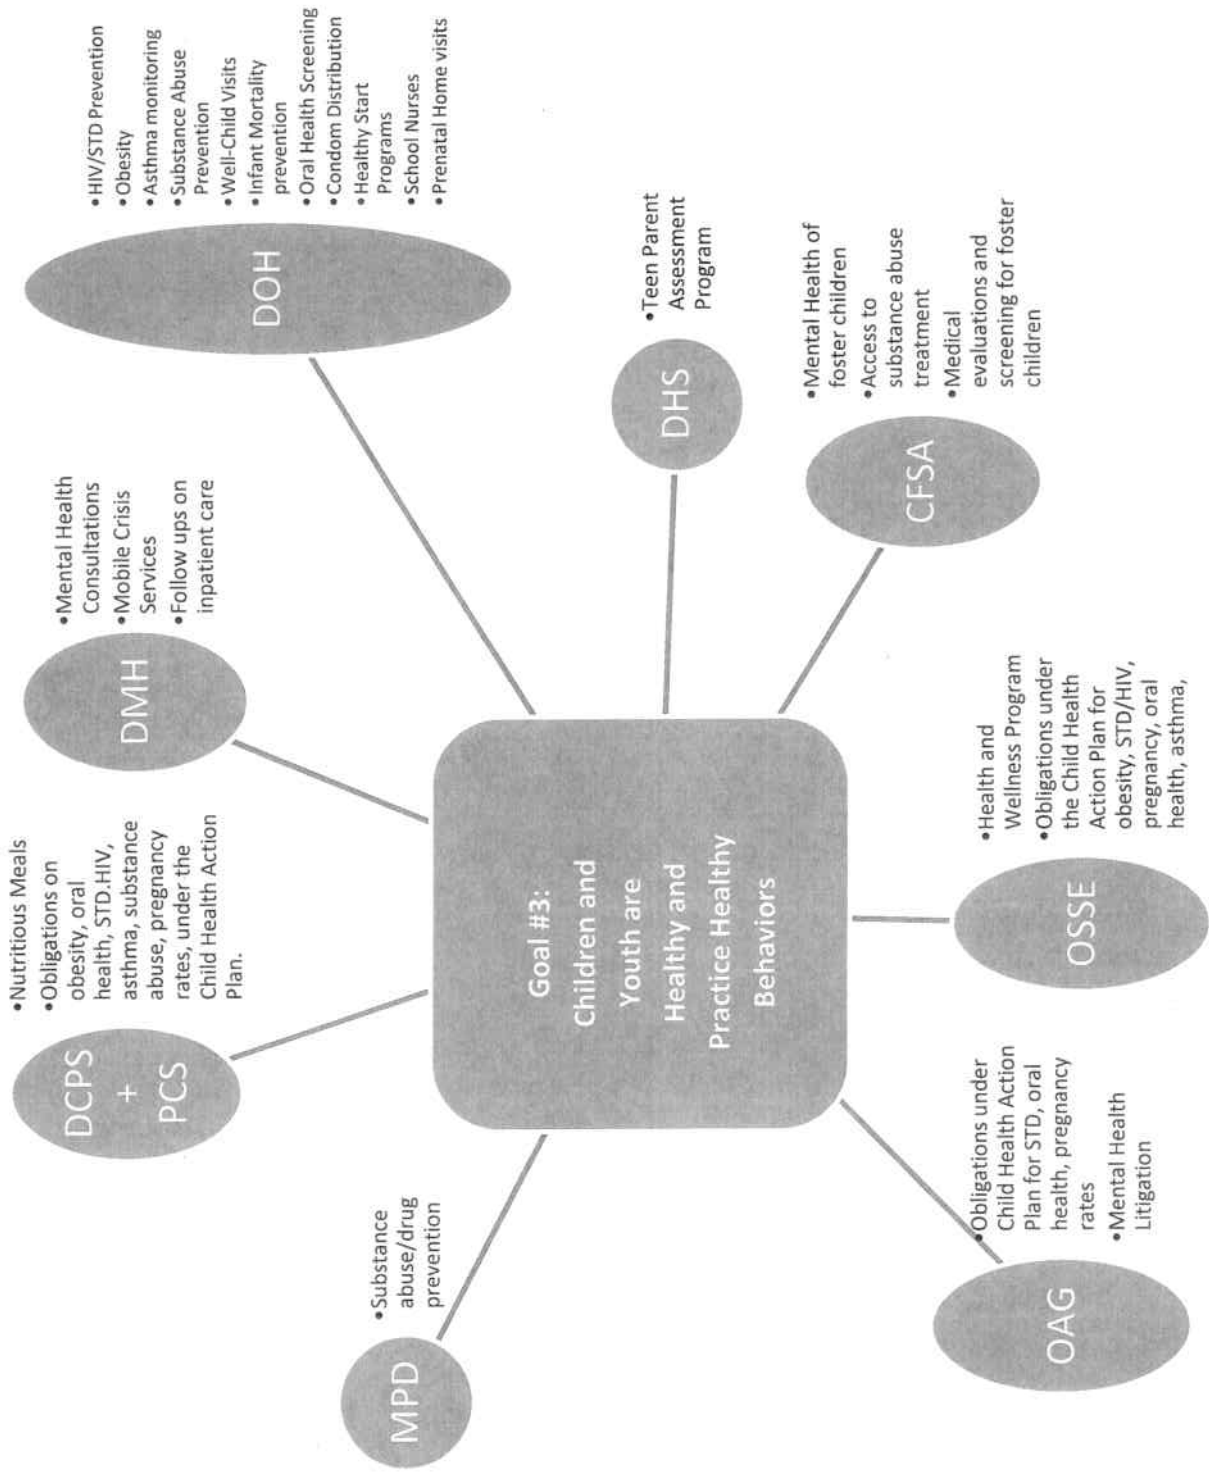 DCPS
+
PCS
•Nutritious Meals
•Obligations on
obesity, oral
health, STD.HIV,
asthma, substance
abuse, pregnancy
rates, under the
Child Health Action
Plan.
DMH
•Mental Health
Consultations
•Mobile Crisis
Services
•Follow ups on
inpatient care
DOH
•HIV/STD Prevention
•Obesity
•Asthma monitoring
•Substance Abuse
Prevention
•Well-Child Visits
•Infant Mortality
prevention
•Oral Health Screening
•Condom Distribution
•Healthy Start
Programs
•School Nurses
•Prenatal Home visits
MPD
•Substance
abuse/drug
prevention
Goal #3:
Children and
Youth are
Healthy and
Practice Healthy
Behaviors
DHS
•Teen Parent
Assessment
Program
CFSA
•Mental Health of
foster children
•Access to
substance abuse
treatment
•Medical
evaluations and
screening for foster
children
OAG
•Obligations under
Child Health Action
Plan for STD, oral
health, pregnancy
rates
•Mental Health
Litigation
OSSE
•Health and
Wellness Program
•Obligations under
the Child Health
Action Plan for
obesity, STD/HIV,
pregnancy, oral
health, asthma,